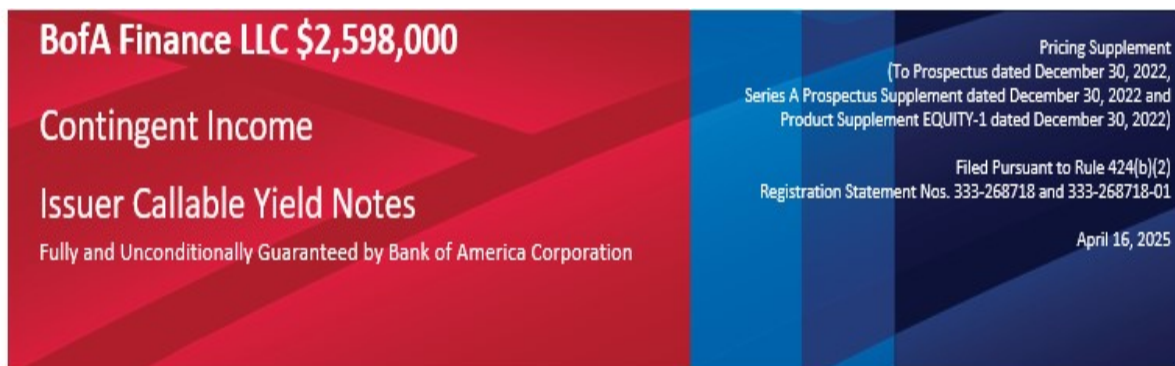 BofA Finance LLC $2,598,000
Contingent Income
Issuer Callable Yield Notes
Fully and Unconditionally Guaranteed by Bank of America Corporation
Pricing Supplement
(To Prospectus dated December 30, 2022,
Series A Prospectus Supplement dated December 30, 2022 and
Product Supplement EQUITY-1 dated December 30, 2022)
Filed Pursuant to Rule 424(b)(2)
Registration Statement Nos. 333-268718 and 333-268718-01
April 16, 2025